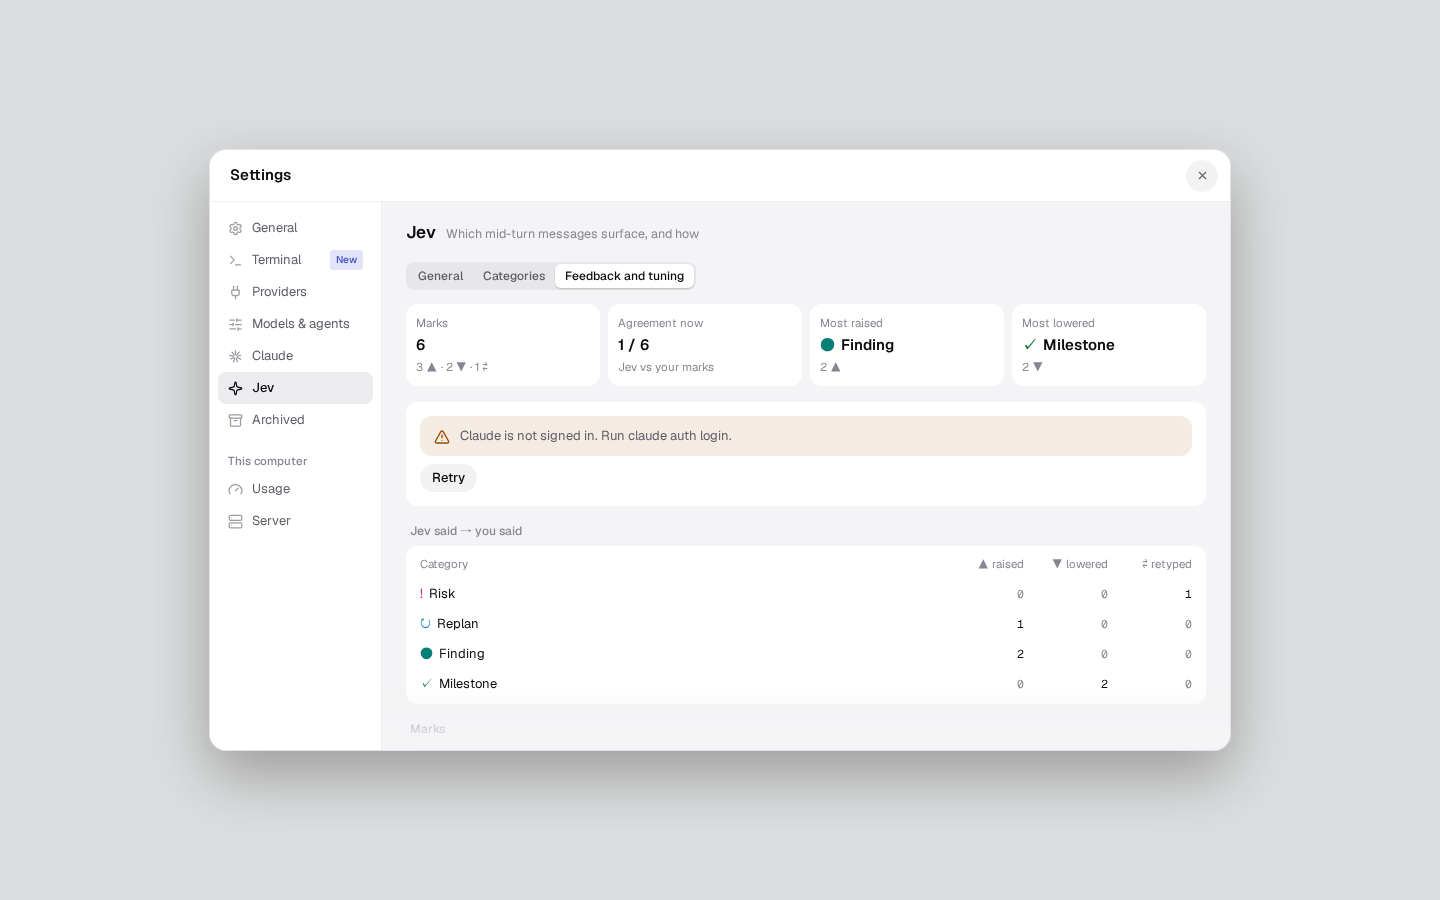 Settings
General
Terminal New
Providers
Models & agents
Claude
Jev
Archived
This computer
Usage
Server
Jev Which mid-turn messages surface, and how
General Categories Feedback and tuning
Marks
6
3 ▲ · 2 ▼ · 1 ⇄
Agreement now
1 / 6
Jev vs your marks
Most raised
● Finding
2 ▲
Most lowered
✓ Milestone
2 ▼
Claude is not signed in. Run claude auth login.
Retry
Jev said → you said
Category ▲ raised ▼ lowered ⇄ retyped
! Risk 0 0 1
↻ Replan 1 0 0
● Finding 2 0 0
✓ Milestone 0 2 0
Marks